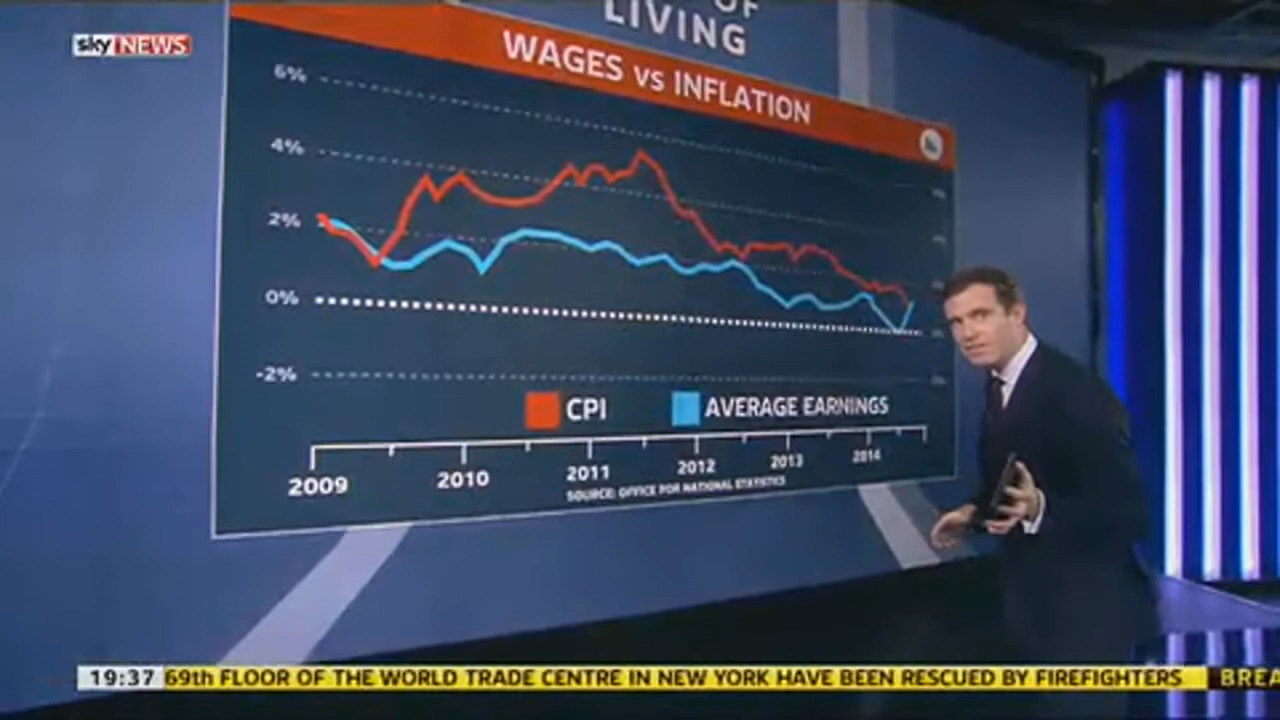 sky NEWS
OF
LIVING
WAGES vs INFLATION
6%
4%
2%
0%
-2%
CPI
AVERAGE EARNINGS
2009 2010 2011 2012 2013 2014
SOURCE: OFFICE FOR NATIONAL STATISTICS
19:37 69th FLOOR OF THE WORLD TRADE CENTRE IN NEW YORK HAVE BEEN RESCUED BY FIREFIGHTERS BREA